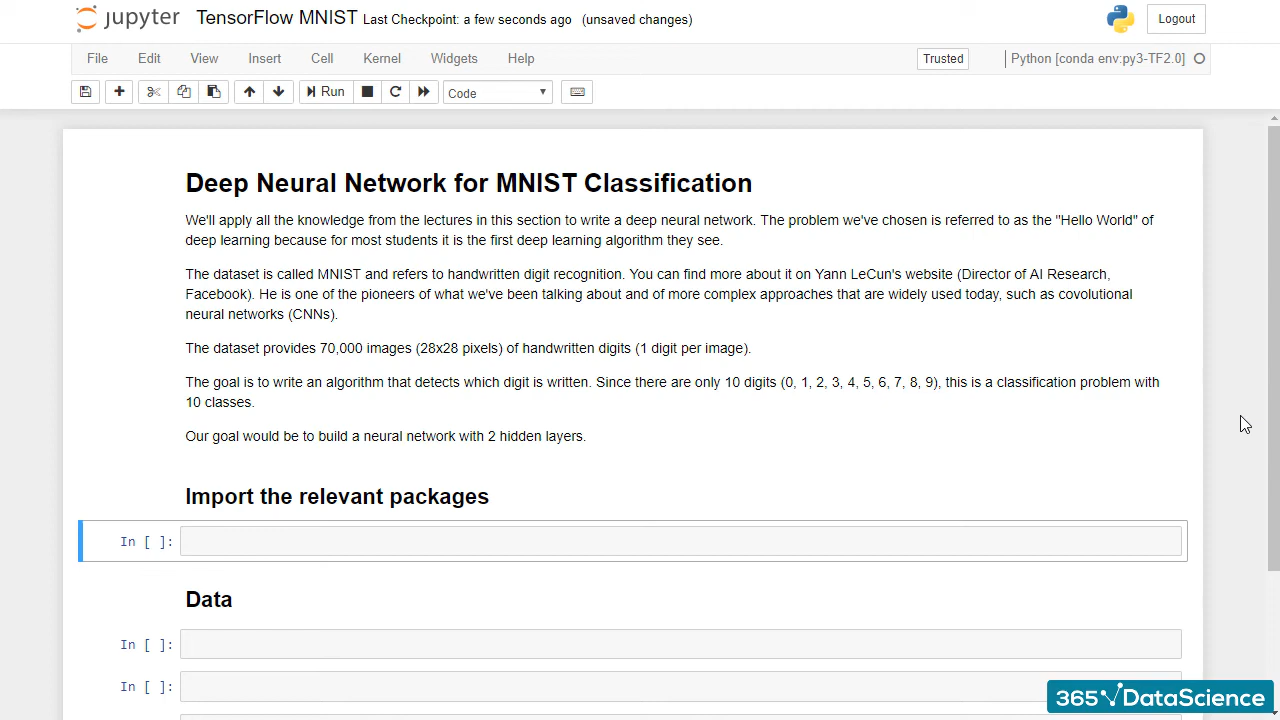 jupyter TensorFlow MNIST Last Checkpoint: a few seconds ago (unsaved changes) Logout
File Edit View Insert Cell Kernel Widgets Help Trusted Python [conda env:py3-TF2.0]
Run Code
Deep Neural Network for MNIST Classification
We'll apply all the knowledge from the lectures in this section to write a deep neural network. The problem we've chosen is referred to as the "Hello World" of
deep learning because for most students it is the first deep learning algorithm they see.
The dataset is called MNIST and refers to handwritten digit recognition. You can find more about it on Yann LeCun's website (Director of AI Research,
Facebook). He is one of the pioneers of what we've been talking about and of more complex approaches that are widely used today, such as covolutional
neural networks (CNNs).
The dataset provides 70,000 images (28x28 pixels) of handwritten digits (1 digit per image).
The goal is to write an algorithm that detects which digit is written. Since there are only 10 digits (0, 1, 2, 3, 4, 5, 6, 7, 8, 9), this is a classification problem with
10 classes.
Our goal would be to build a neural network with 2 hidden layers.
Import the relevant packages
In [ ]:
Data
In [ ]:
In [ ]:
365 DataScience